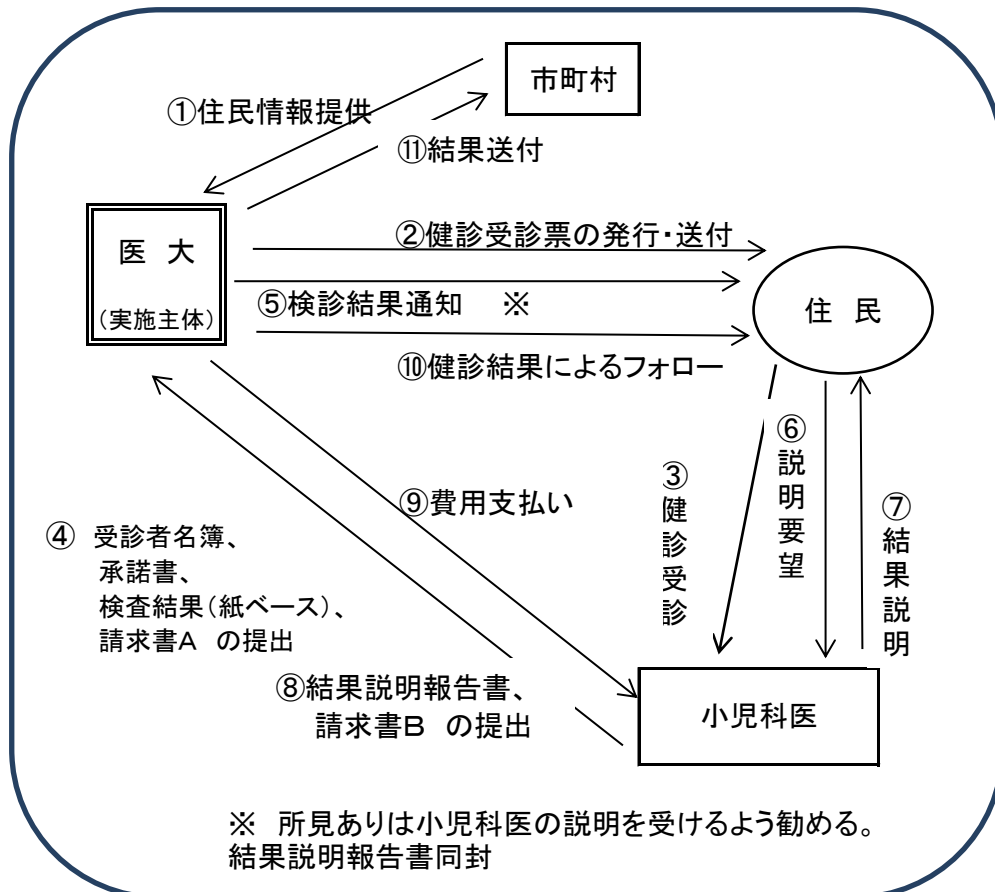 市町村
①住民情報提供
⑪結果送付
医 大
(実施主体)
②健診受診票の発行・送付
⑤検診結果通知 ※
⑩健診結果によるフォロー
住 民
③健診受診
⑥説明要望
⑦結果説明
⑨費用支払い
④ 受診者名簿、
承諾書、
検査結果(紙ベース)、
請求書A の提出
⑧結果説明報告書、
請求書B の提出
小児科医
※ 所見ありは小児科医の説明を受けるよう勧める。
結果説明報告書同封